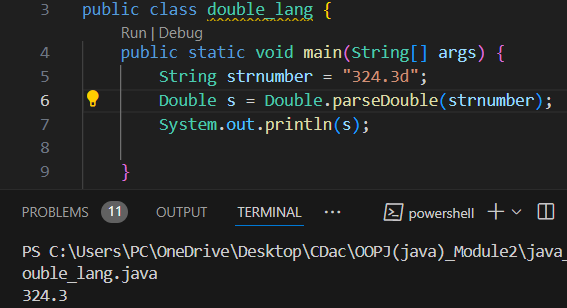 3 public class double_lang {
Run | Debug
4 public static void main(String[] args) {
5 String strnumber = "324.3d";
6 Double s = Double.parseDouble(strnumber);
7 System.out.println(s);
8
9 }
PROBLEMS 11 OUTPUT TERMINAL ... powershell
PS C:\Users\PC\OneDrive\Desktop\CDac\OOPJ(java)_Module2\java_
ouble_lang.java
324.3